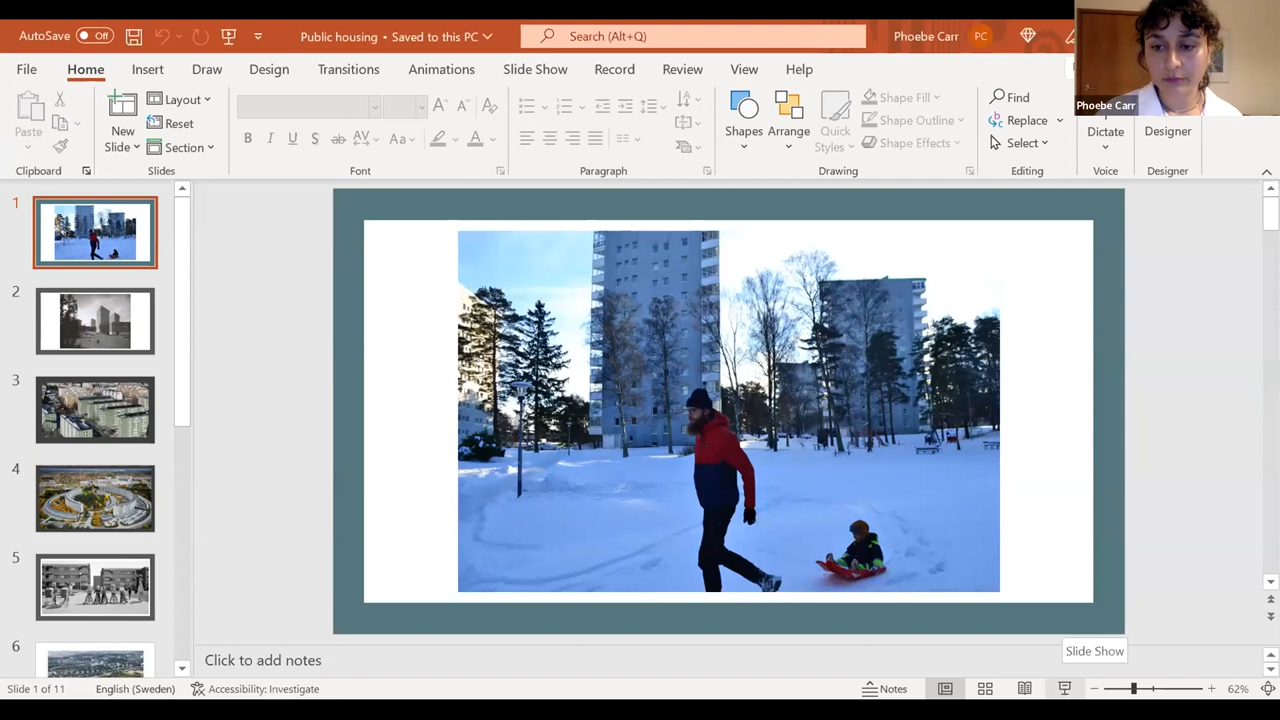 AutoSave Off Public housing • Saved to this PC Search (Alt+Q) Phoebe Carr PC
File Home Insert Draw Design Transitions Animations Slide Show Record Review View Help
Phoebe Carr
Paste
Clipboard
New
Slide
Layout
Reset
Section
Slides
B I U S ab AV Aa A
Font
Paragraph
Shapes Arrange Quick
Styles
Shape Fill
Shape Outline
Shape Effects
Drawing
Find
Replace
Select
Editing
Dictate
Voice
Designer
Designer
1
2
3
4
5
6
Click to add notes
Slide Show
Slide 1 of 11 English (Sweden) Accessibility: Investigate Notes 62%